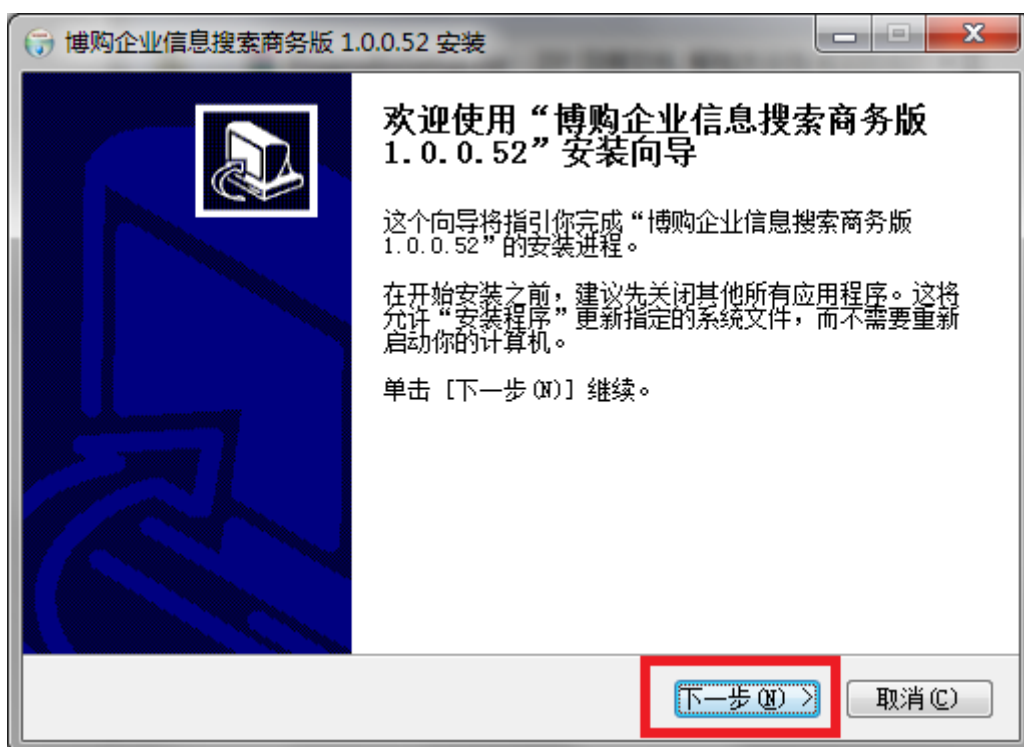 博购企业信息搜索商务版 1.0.0.52 安装
欢迎使用“博购企业信息搜索商务版
1.0.0.52”安装向导
这个向导将指引你完成“博购企业信息搜索商务版
1.0.0.52”的安装进程。
在开始安装之前，建议先关闭其他所有应用程序。这将
允许“安装程序”更新指定的系统文件，而不需要重新
启动你的计算机。
单击 [下一步(N)] 继续。
下一步(N) >
取消(C)